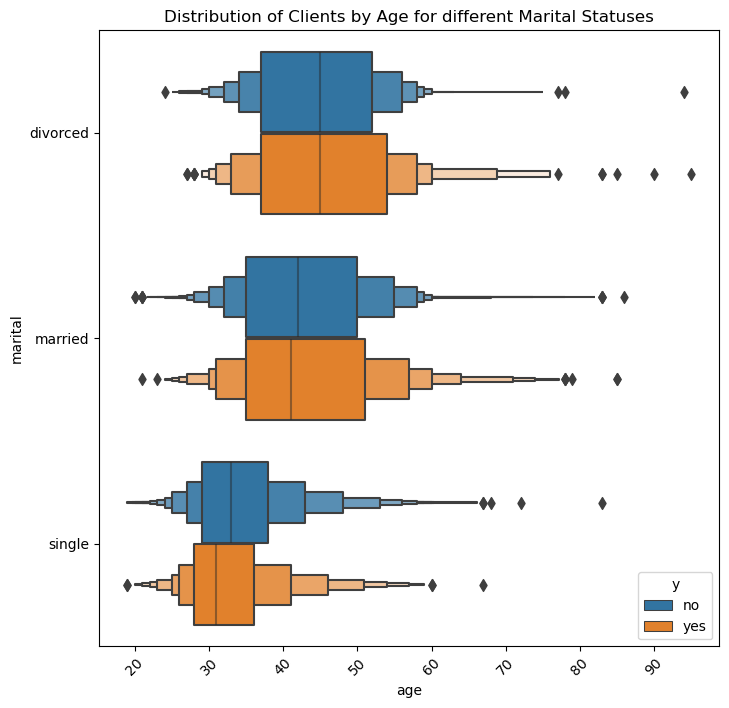 Distribution of Clients by Age for different Marital Statuses
divorced
married
single
marital
20 30 40 50 60 70 80 90
age
y
no
yes